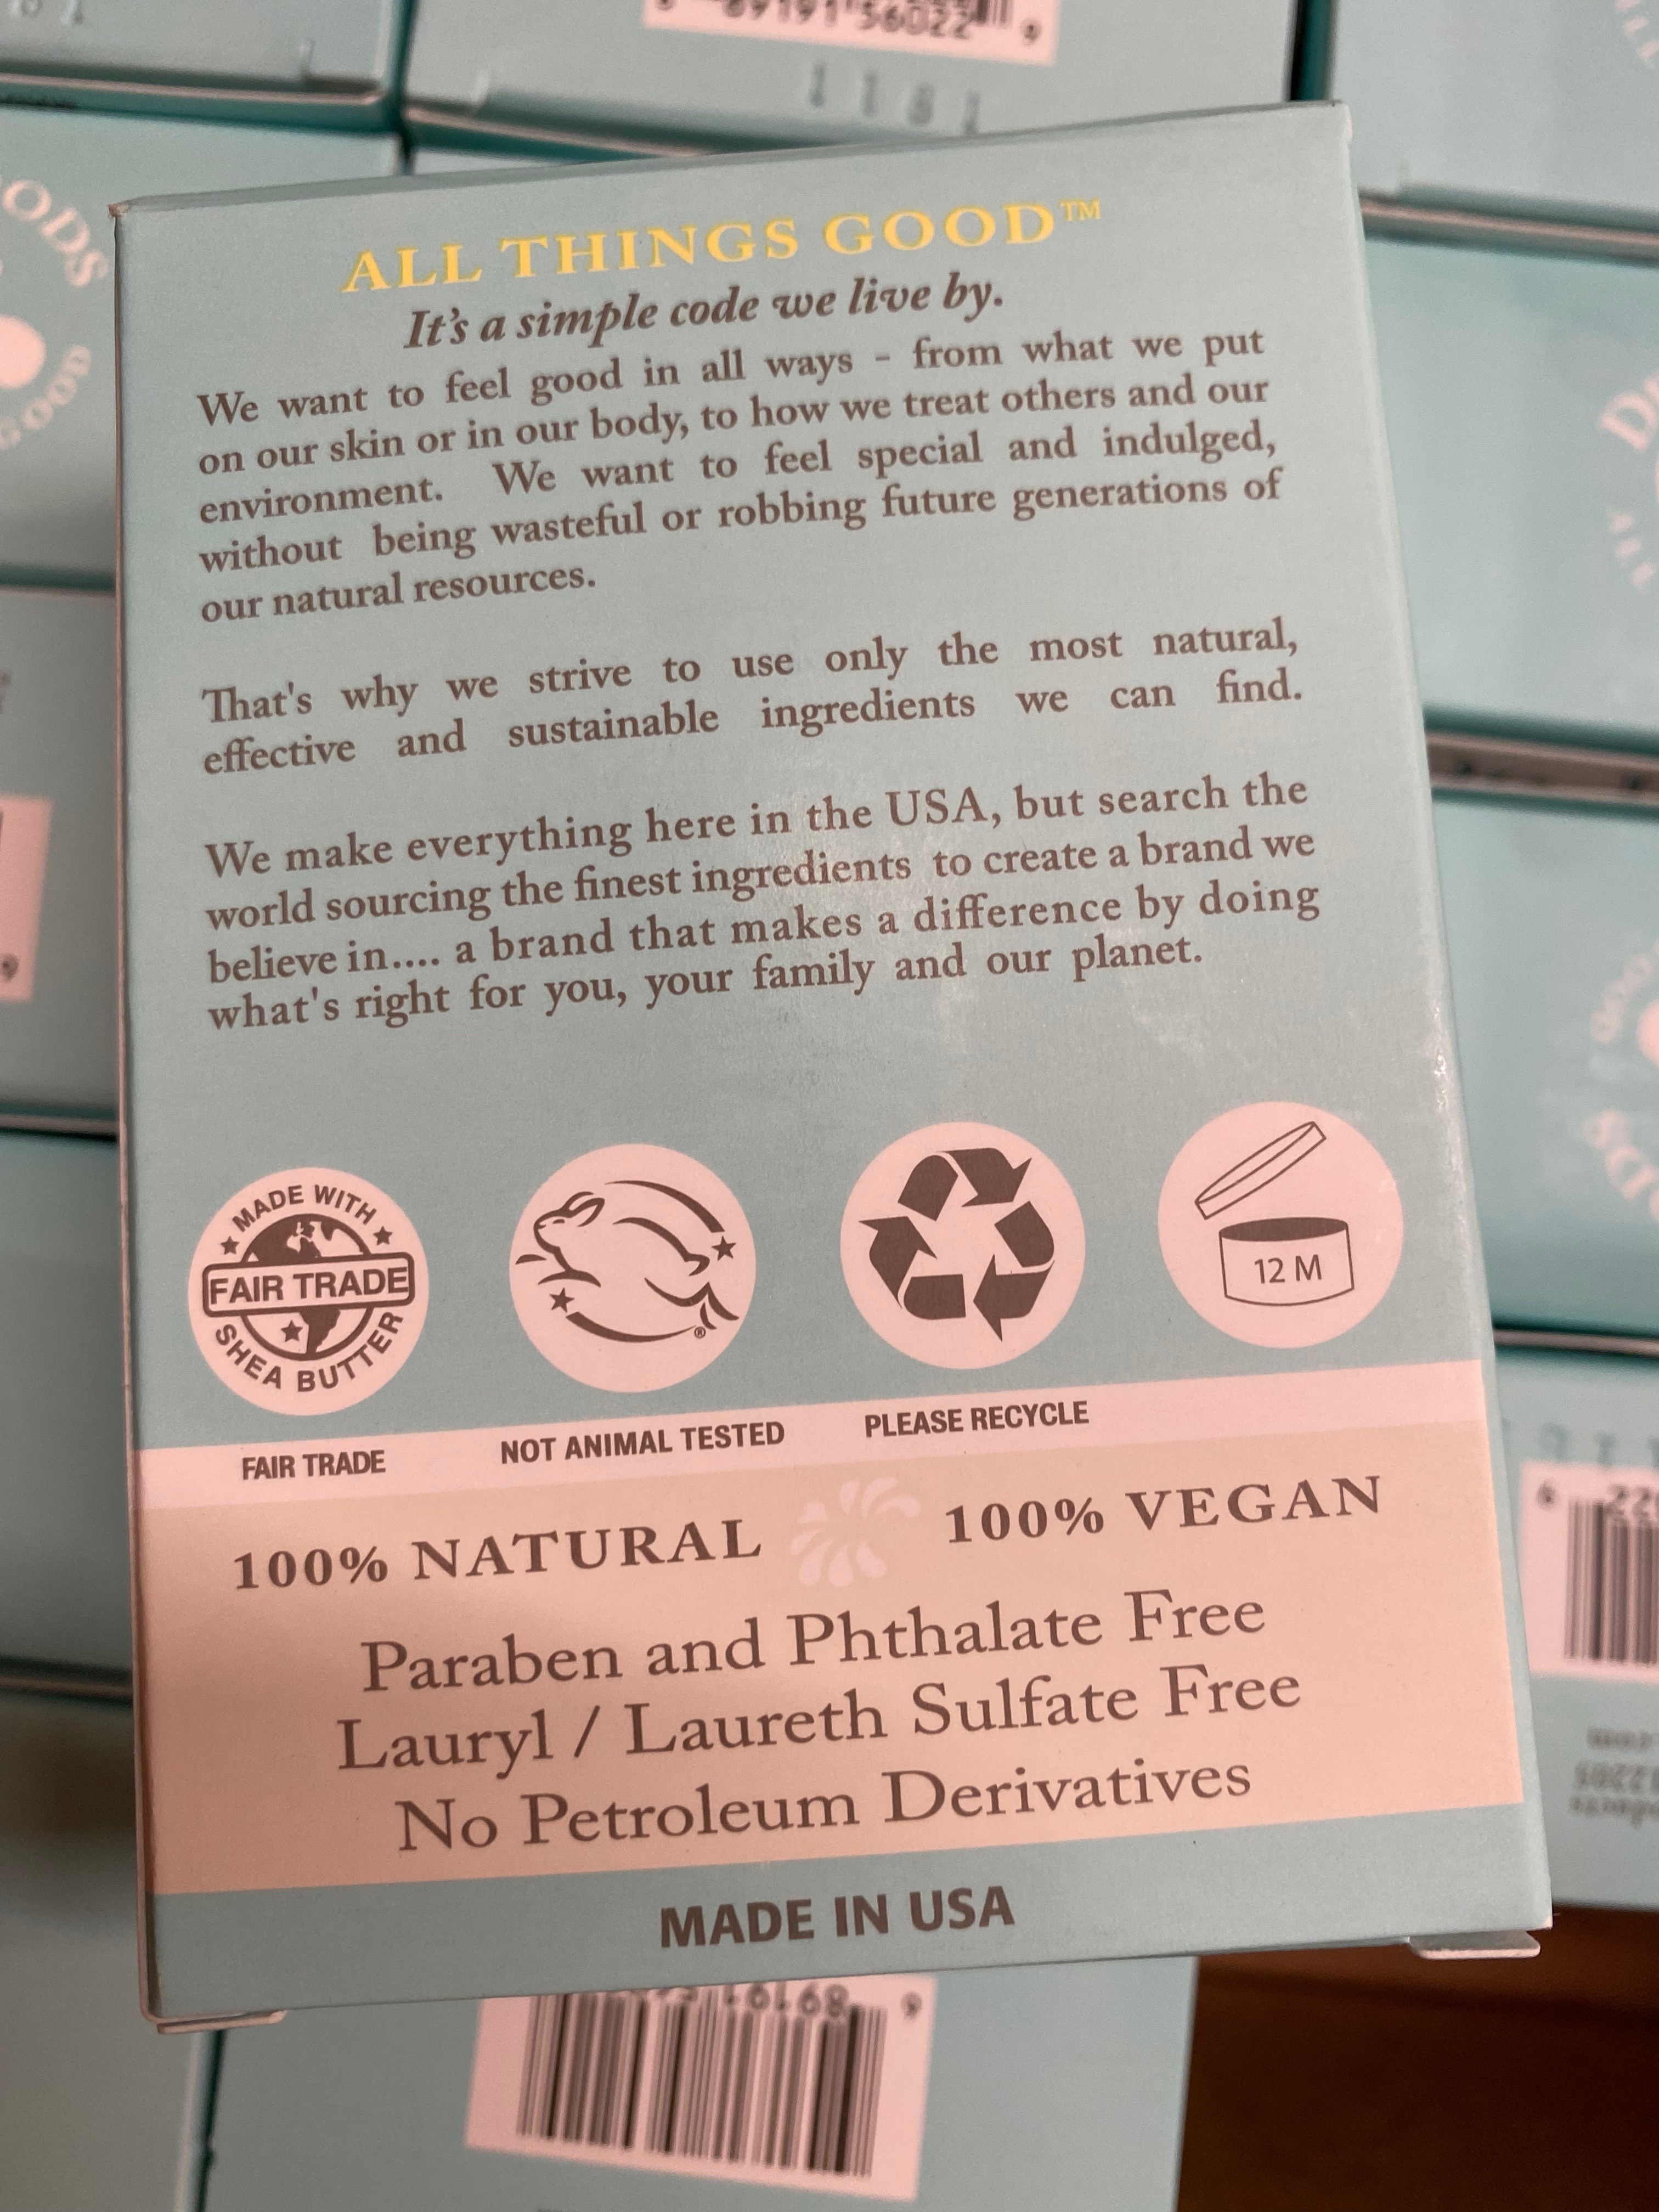 56022 9
1181
ALL THINGS GOOD™
It's a simple code we live by.
We want to feel good in all ways - from what we put
on our skin or in our body, to how we treat others and our
environment. We want to feel special and indulged,
without being wasteful or robbing future generations of
our natural resources.
That's why we strive to use only the most natural,
effective and sustainable ingredients we can find.
We make everything here in the USA, but search the
world sourcing the finest ingredients to create a brand we
believe in.... a brand that makes a difference by doing
what's right for you, your family and our planet.
MADE WITH
FAIR TRADE
SHEA BUTTER
®
12 M
FAIR TRADE
NOT ANIMAL TESTED
PLEASE RECYCLE
100% NATURAL
100% VEGAN
Paraben and Phthalate Free
Lauryl / Laureth Sulfate Free
No Petroleum Derivatives
MADE IN USA
GOOD